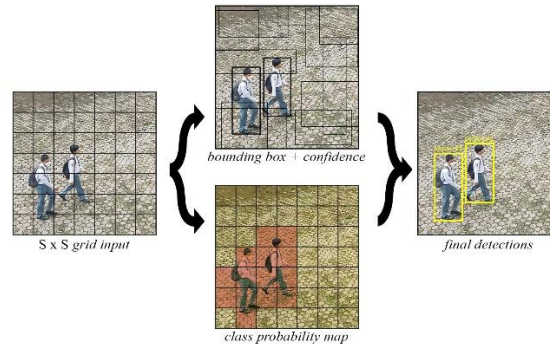 bounding box + confidence
S x S grid input
final detections
class probability map